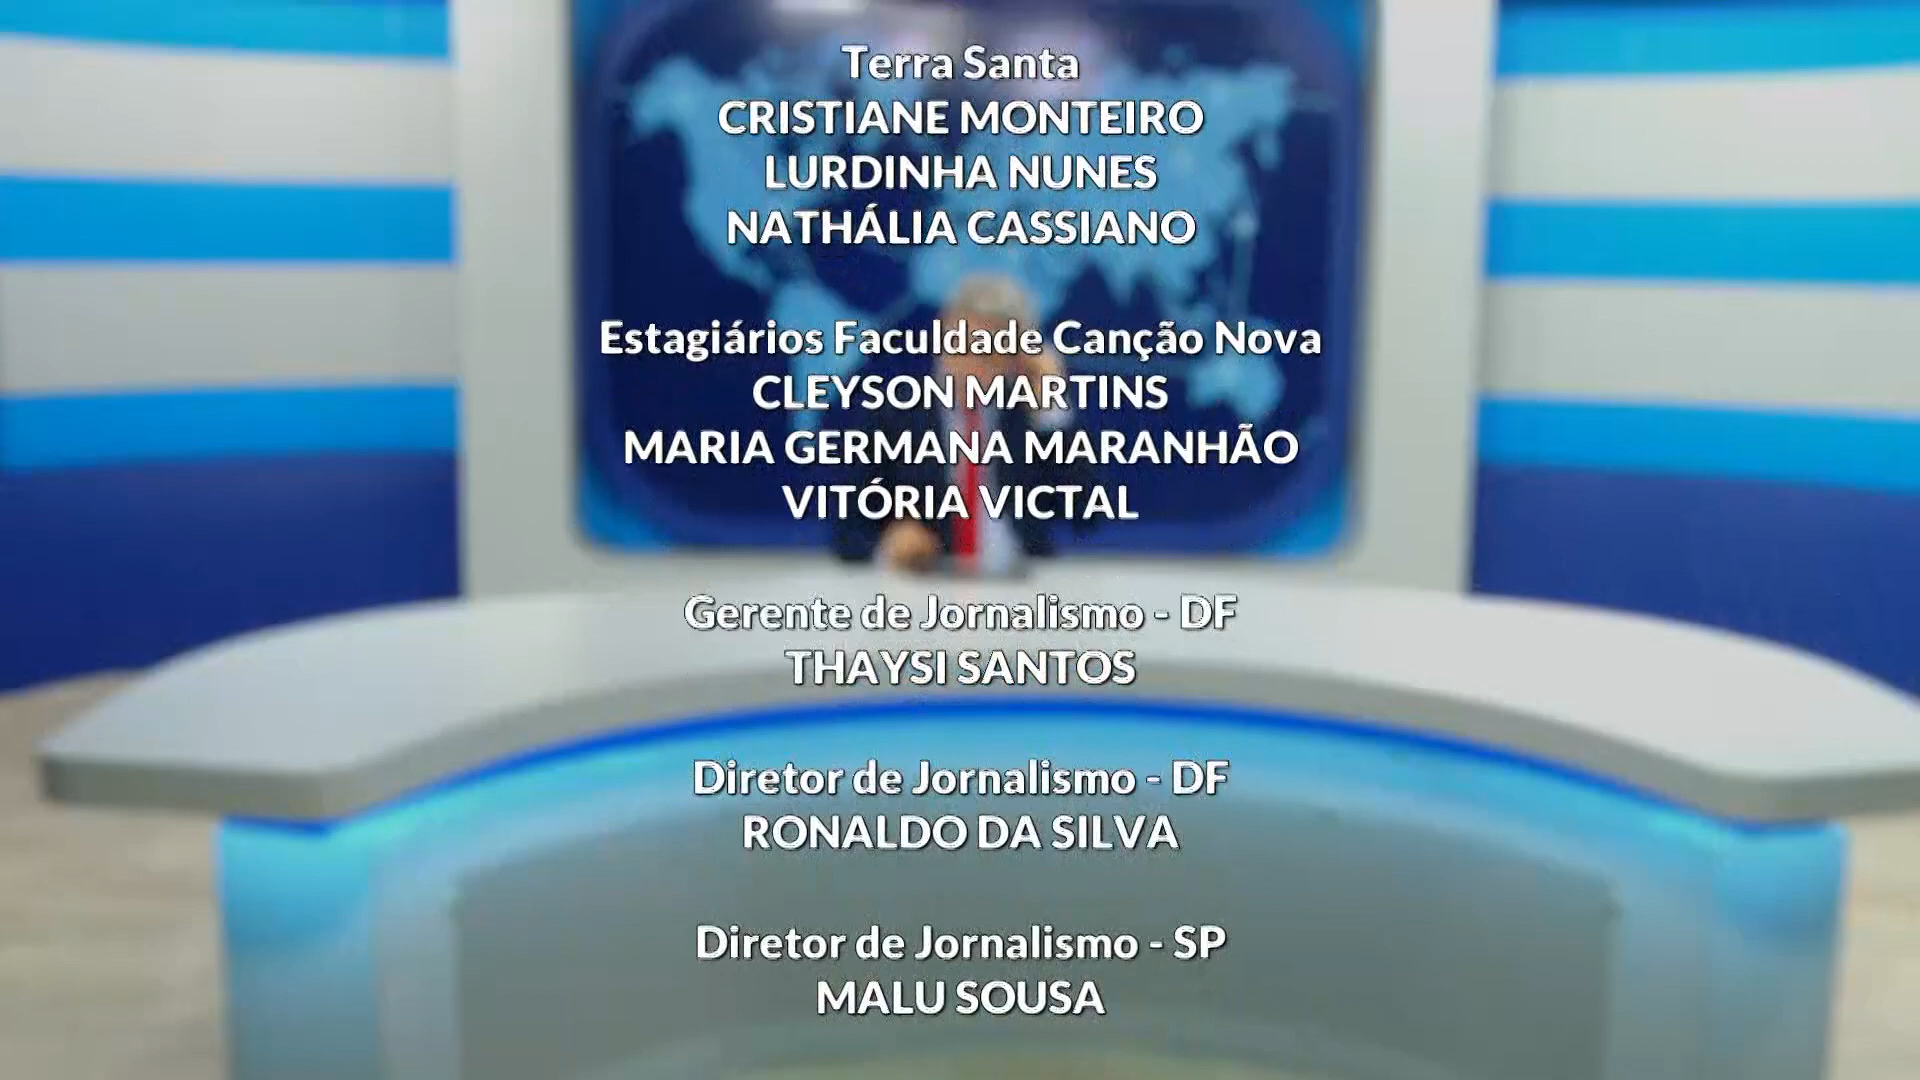 Terra Santa
CRISTIANE MONTEIRO
LURDINHA NUNES
NATHÁLIA CASSIANO
Estagiários Faculdade Canção Nova
CLEYSON MARTINS
MARIA GERMANA MARANHÃO
VITÓRIA VICTAL
Gerente de Jornalismo - DF
THAYSI SANTOS
Diretor de Jornalismo - DF
RONALDO DA SILVA
Diretor de Jornalismo - SP
MALU SOUSA